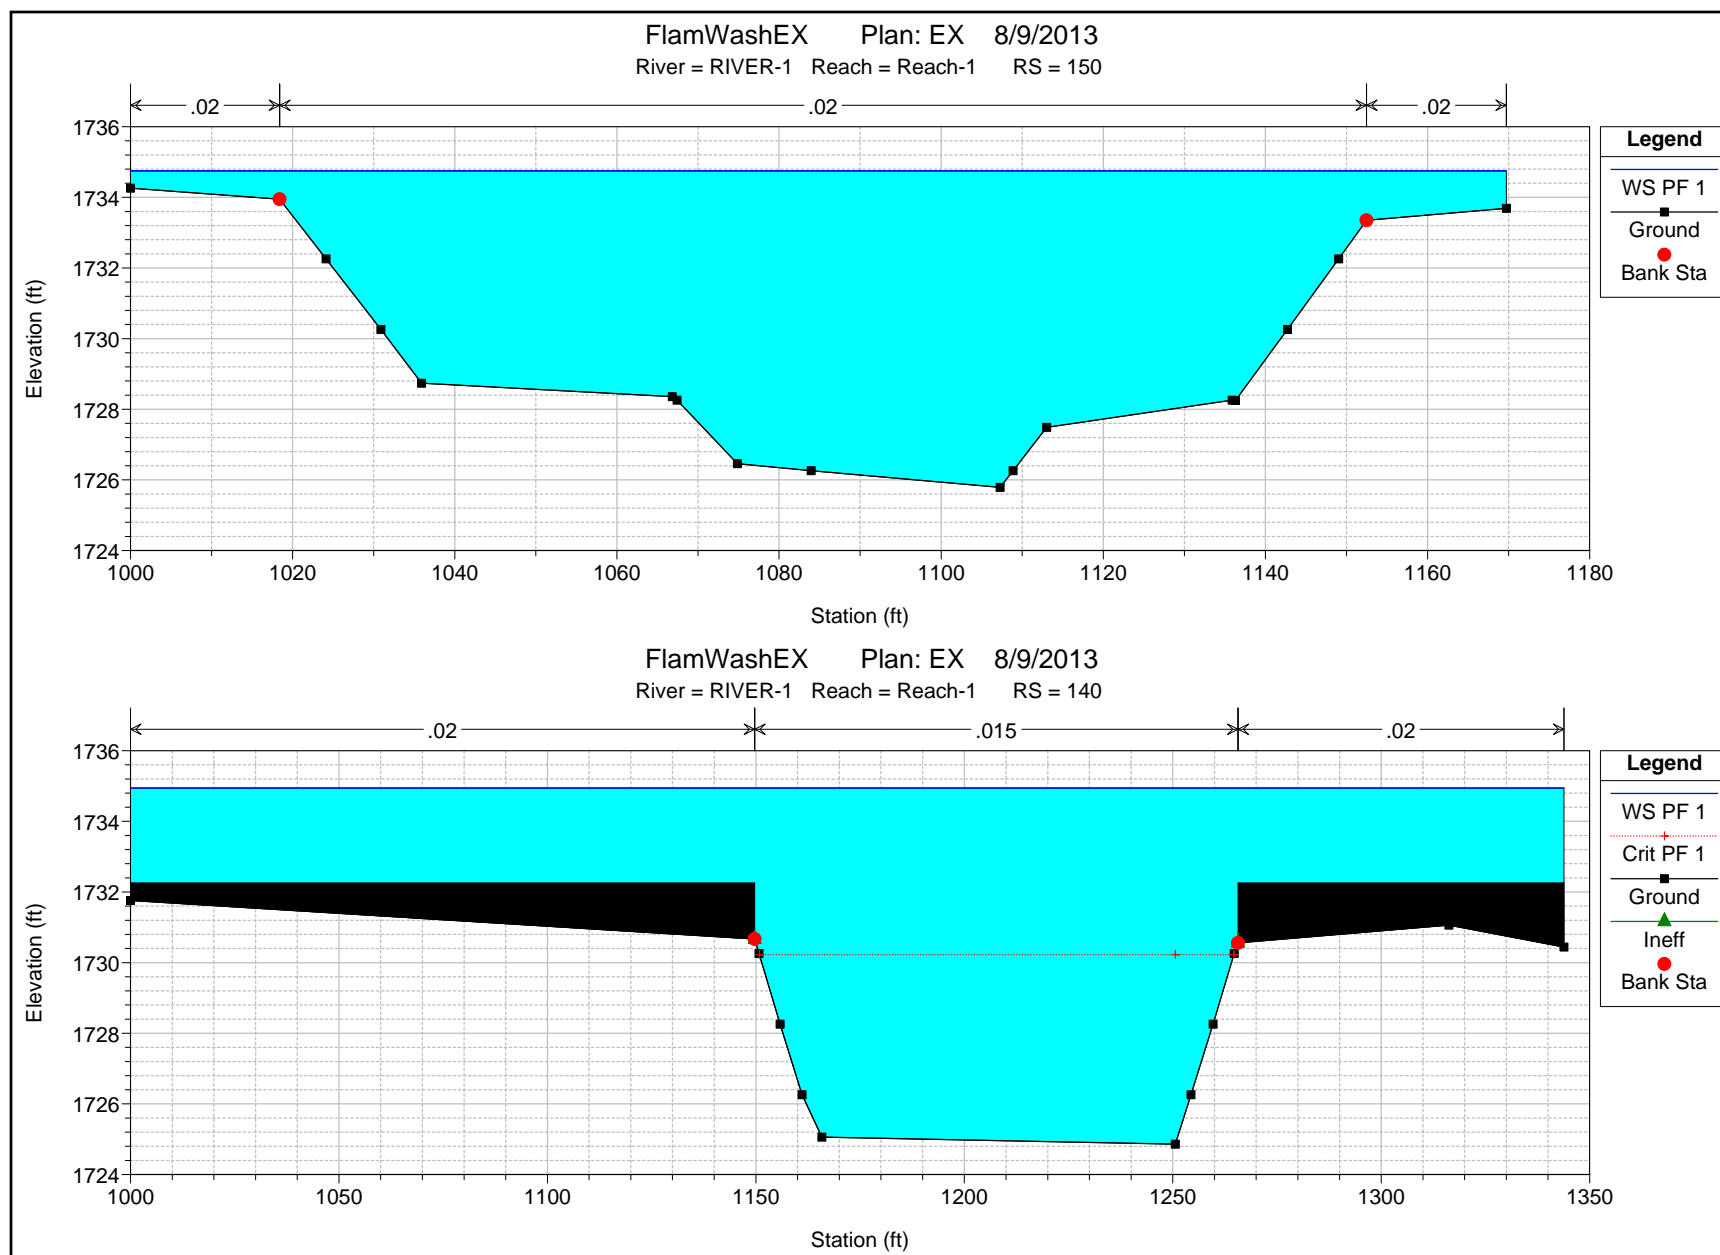 FlamWashEX Plan: EX 8/9/2013
River = RIVER-1 Reach = Reach-1 RS = 150
.02 .02 .02
1736
1734
1732
1730
1728
1726
1724
Elevation (ft)
1000 1020 1040 1060 1080 1100 1120 1140 1160 1180
Station (ft)
Legend
WS PF 1
Ground
Bank Sta
FlamWashEX Plan: EX 8/9/2013
River = RIVER-1 Reach = Reach-1 RS = 140
.02 .015 .02
1736
1734
1732
1730
1728
1726
1724
Elevation (ft)
1000 1050 1100 1150 1200 1250 1300 1350
Station (ft)
Legend
WS PF 1
Crit PF 1
Ground
Ineff
Bank Sta